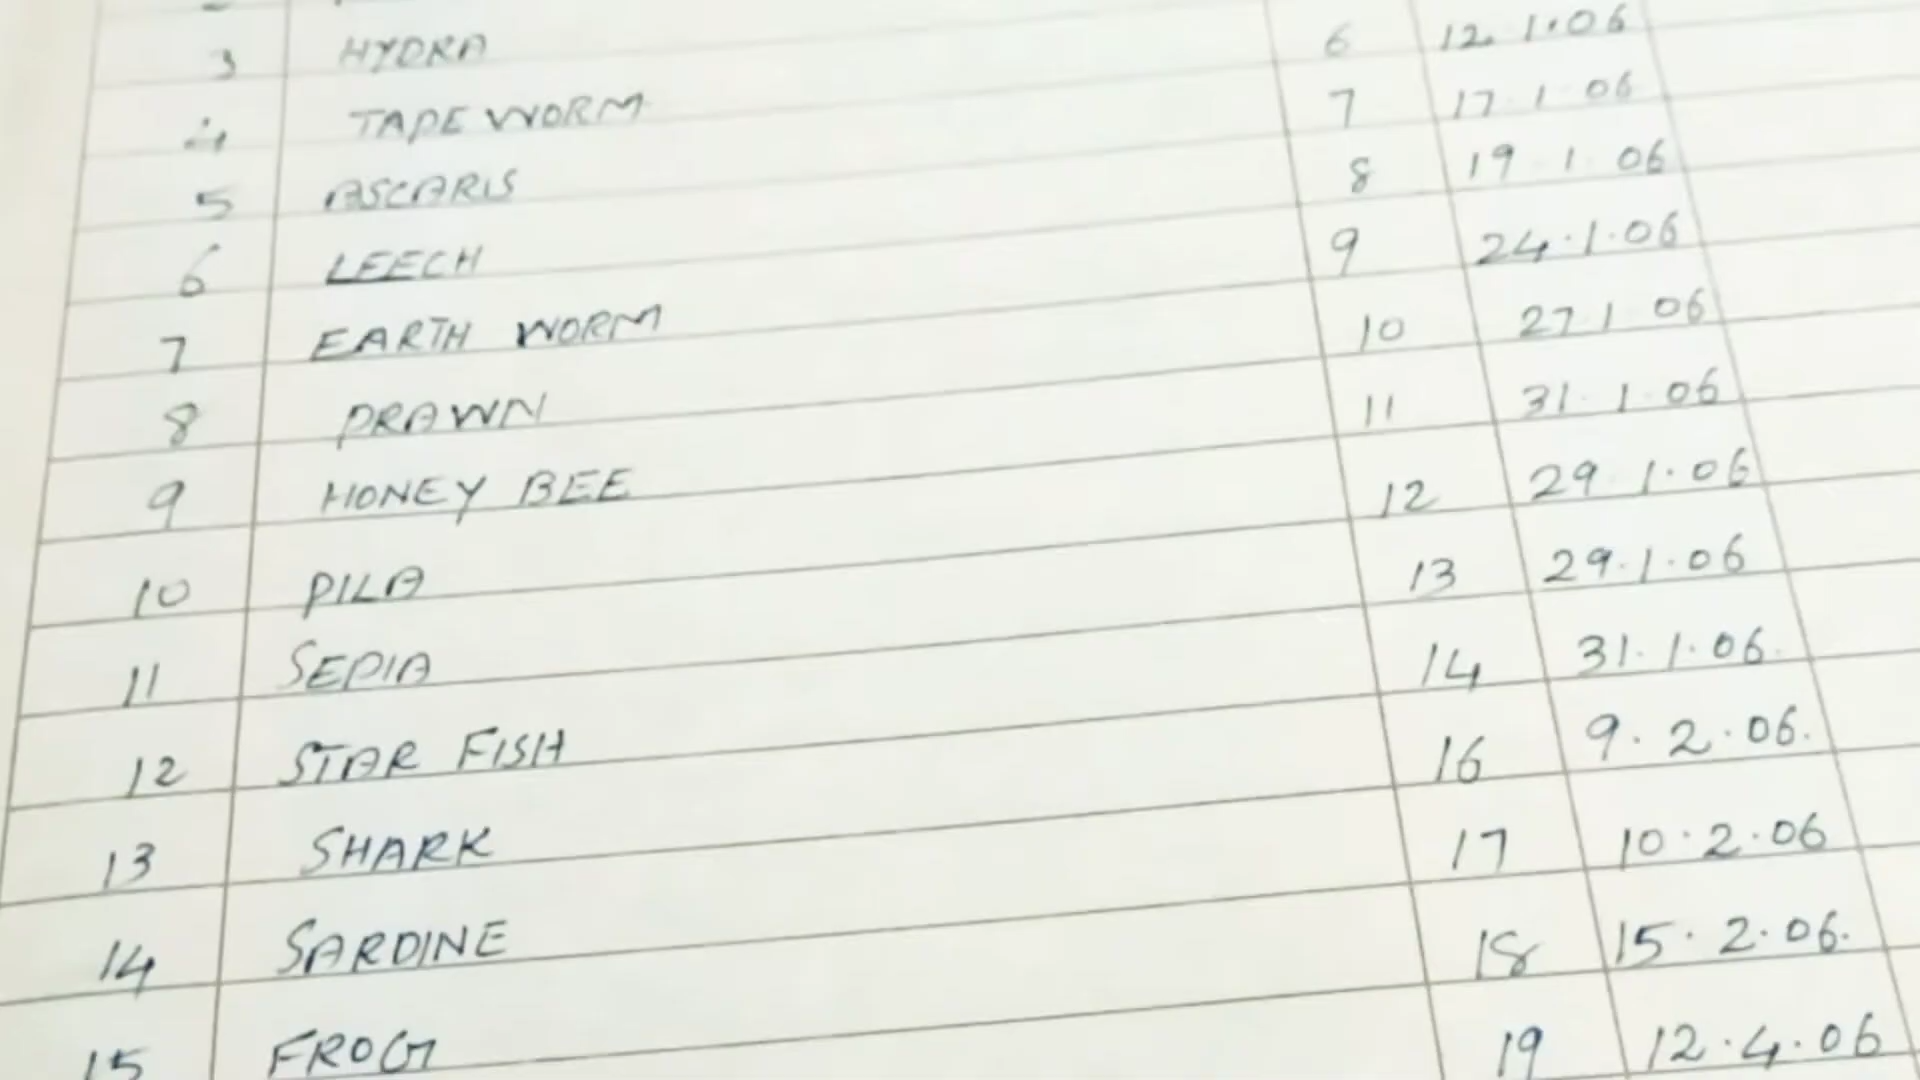 3 HYDRA 6 12.1.06
4 TAPE WORM 7 17.1.06
5 ASCARIS 8 19.1.06
6 LEECH 9 24.1.06
7 EARTH WORM 10 27.1.06
8 PRAWN 11 31.1.06
9 HONEY BEE 12 29.1.06
10 PILA 13 29.1.06
11 SEPIA 14 31.1.06.
12 STAR FISH 16 9.2.06.
13 SHARK 17 10.2.06
14 SARDINE 18 15.2.06.
15 FROG 19 12.4.06